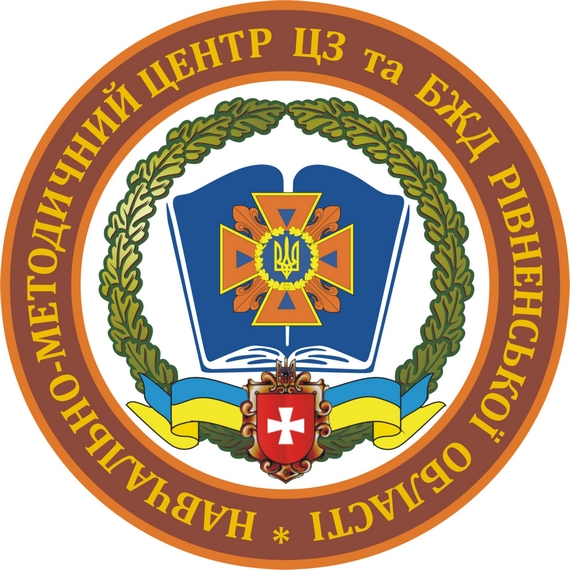 НАВЧАЛЬНО-МЕТОДИЧНИЙ ЦЕНТР ЦЗ та БЖД РІВНЕНСЬКОЇ ОБЛАСТІ *